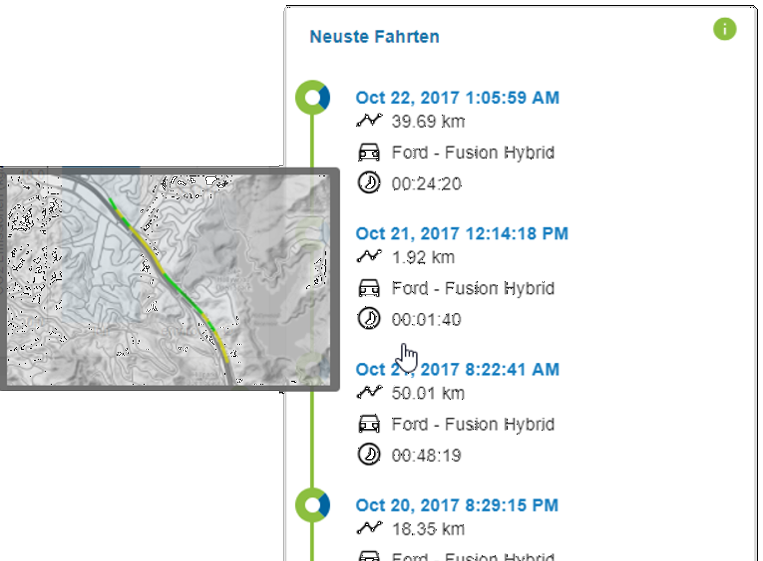 Neuste Fahrten
Oct 22, 2017 1:05:59 AM
39.69 km
Ford - Fusion Hybrid
00:24:20
Oct 21, 2017 12:14:18 PM
1.92 km
Ford - Fusion Hybrid
00:01:40
Oct 21, 2017 8:22:41 AM
50.01 km
Ford - Fusion Hybrid
00:48:19
Oct 20, 2017 8:29:15 PM
18.35 km
Ford - Fusion Hybrid